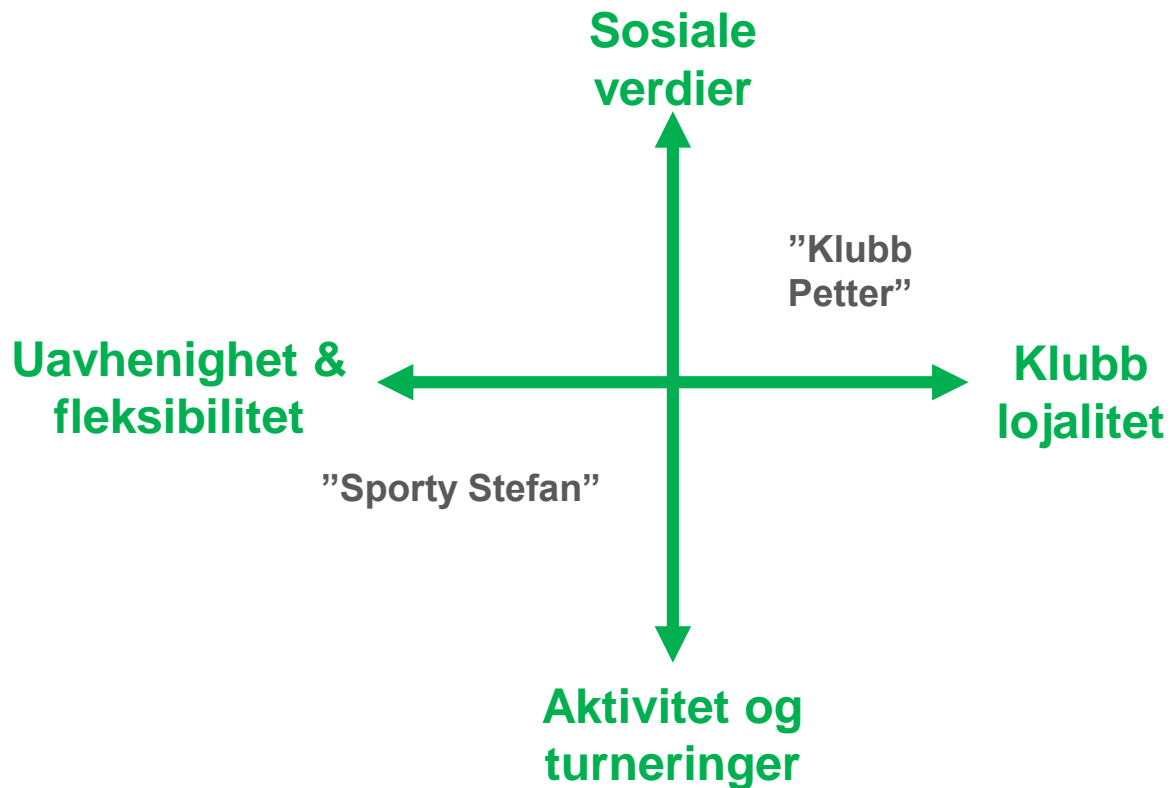 Sosiale
verdier
”Klubb
Petter”
Uavhenighet &
fleksibilitet
Klubb
lojalitet
”Sporty Stefan”
Aktivitet og
turneringer